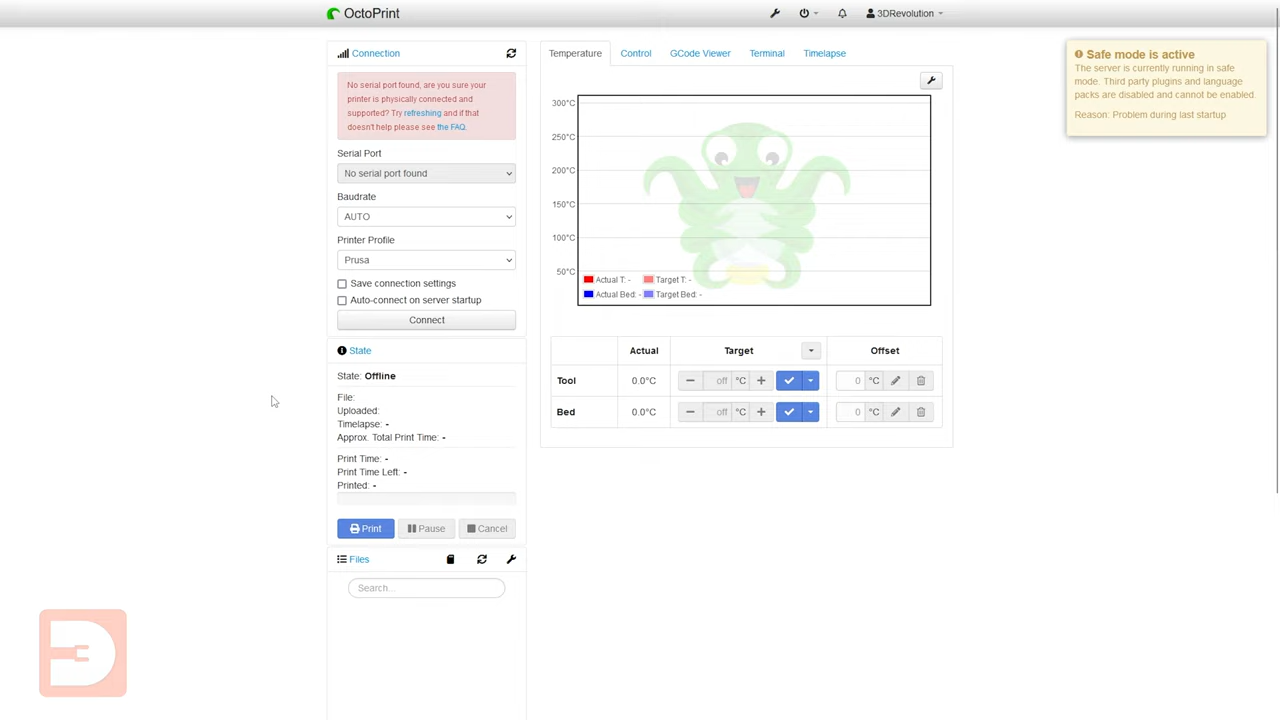 OctoPrint
3DRevolution
Connection
No serial port found, are you sure your
printer is physically connected and
supported? Try refreshing and if that
doesn't help please see the FAQ.
Serial Port
No serial port found
Baudrate
AUTO
Printer Profile
Prusa
Save connection settings
Auto-connect on server startup
Connect
State
State: Offline
File:
Uploaded:
Timelapse: -
Approx. Total Print Time: -
Print Time: -
Print Time Left: -
Printed: -
Print Pause Cancel
Files
Search...
Temperature Control GCode Viewer Terminal Timelapse
300°C
250°C
200°C
150°C
100°C
50°C
Actual T: - Target T: -
Actual Bed: - Target Bed: -
Actual Target Offset
Tool 0.0°C off °C 0 °C
Bed 0.0°C off °C 0 °C
Safe mode is active
The server is currently running in safe
mode. Third party plugins and language
packs are disabled and cannot be enabled.
Reason: Problem during last startup